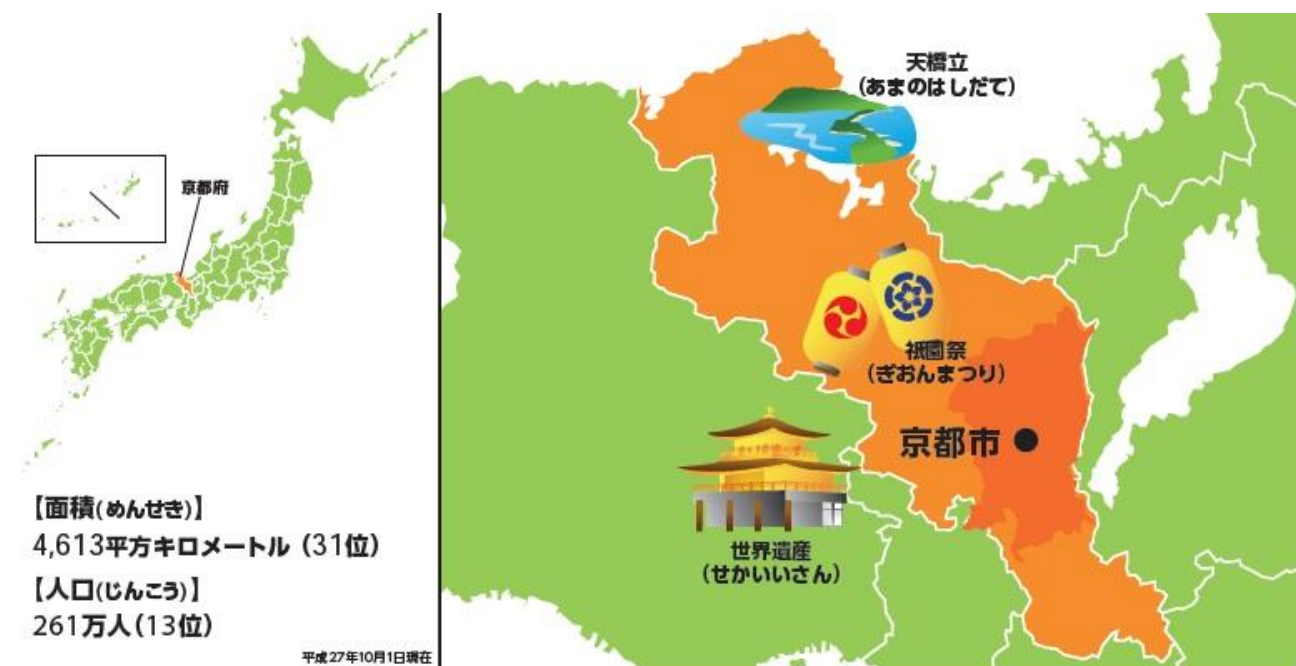 京都府
【面積(めんせき)】
4,613平方キロメートル（31位）
【人口(じんこう)】
261万人（13位）
平成27年10月1日現在
天橋立
（あまのはしだて）
祇園祭
（ぎおんまつり）
京都市
世界遺産
（せかいいさん）